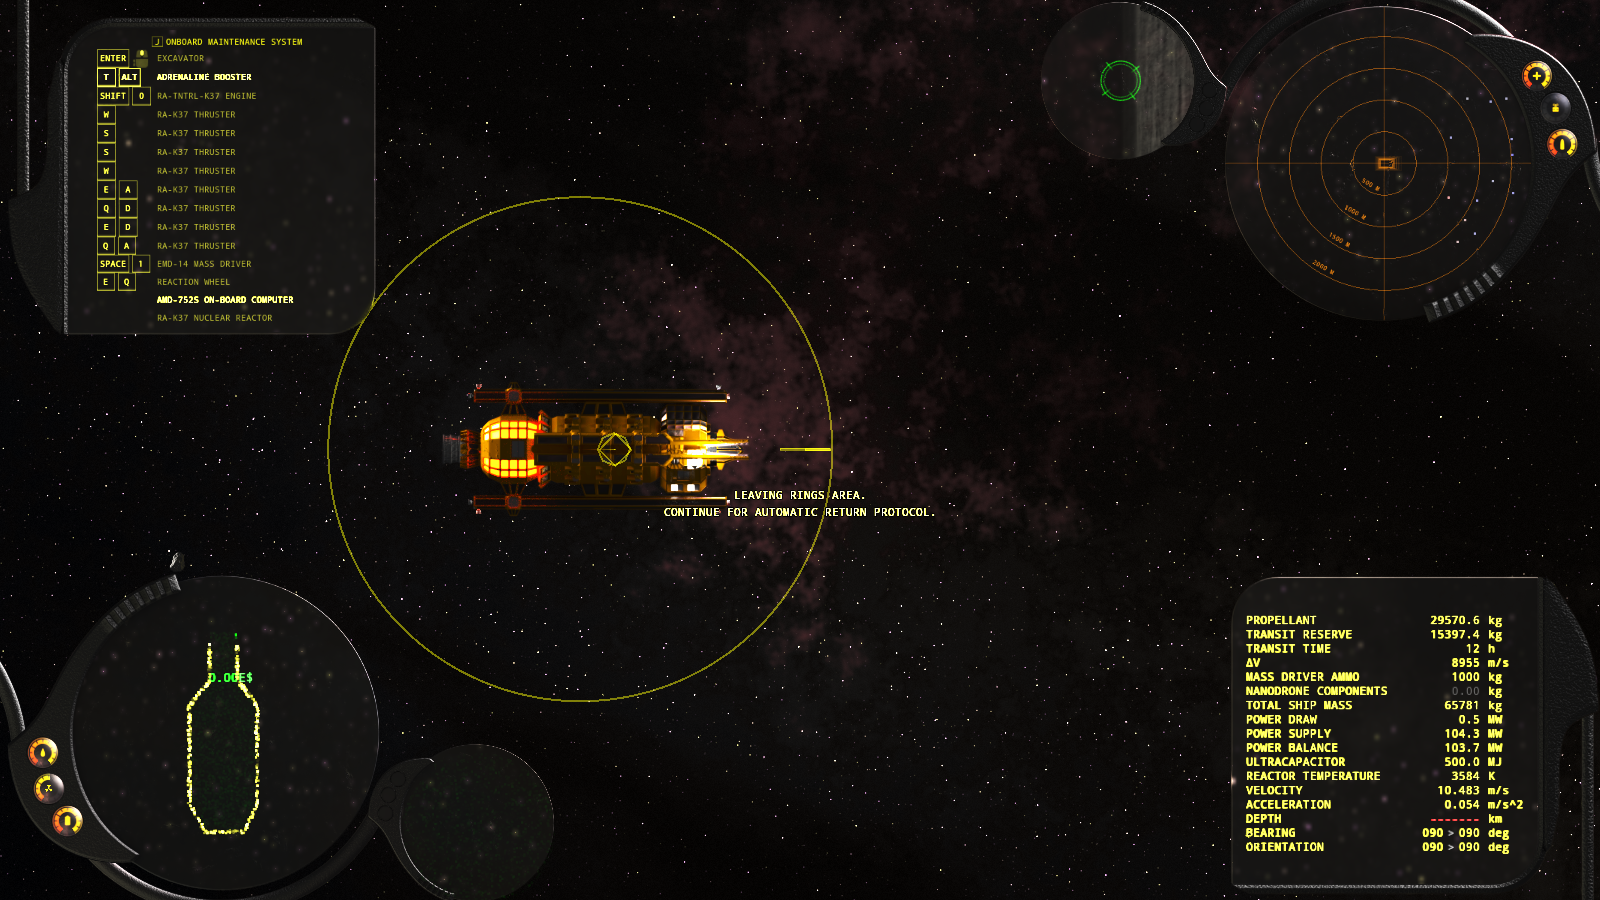 J ONBOARD MAINTENANCE SYSTEM
ENTER EXCAVATOR
T ALT ADRENALINE BOOSTER
SHIFT 0 RA-TNTRL-K37 ENGINE
W RA-K37 THRUSTER
S RA-K37 THRUSTER
S RA-K37 THRUSTER
W RA-K37 THRUSTER
E A RA-K37 THRUSTER
Q D RA-K37 THRUSTER
E D RA-K37 THRUSTER
Q A RA-K37 THRUSTER
SPACE 1 EMD-14 MASS DRIVER
E Q REACTION WHEEL
AMD-752S ON-BOARD COMPUTER
RA-K37 NUCLEAR REACTOR
500 M
1000 M
1500 M
2000 M
LEAVING RINGS AREA.
CONTINUE FOR AUTOMATIC RETURN PROTOCOL.
0.00E$
PROPELLANT 29570.6 kg
TRANSIT RESERVE 15397.4 kg
TRANSIT TIME 12 h
ΔV 8955 m/s
MASS DRIVER AMMO 1000 kg
NANODRONE COMPONENTS 0.00 kg
TOTAL SHIP MASS 65781 kg
POWER DRAW 0.5 MW
POWER SUPPLY 104.3 MW
POWER BALANCE 103.7 MW
ULTRACAPACITOR 500.0 MJ
REACTOR TEMPERATURE 3584 K
VELOCITY 10.483 m/s
ACCELERATION 0.054 m/s^2
DEPTH ------- km
BEARING 090 > 090 deg
ORIENTATION 090 > 090 deg